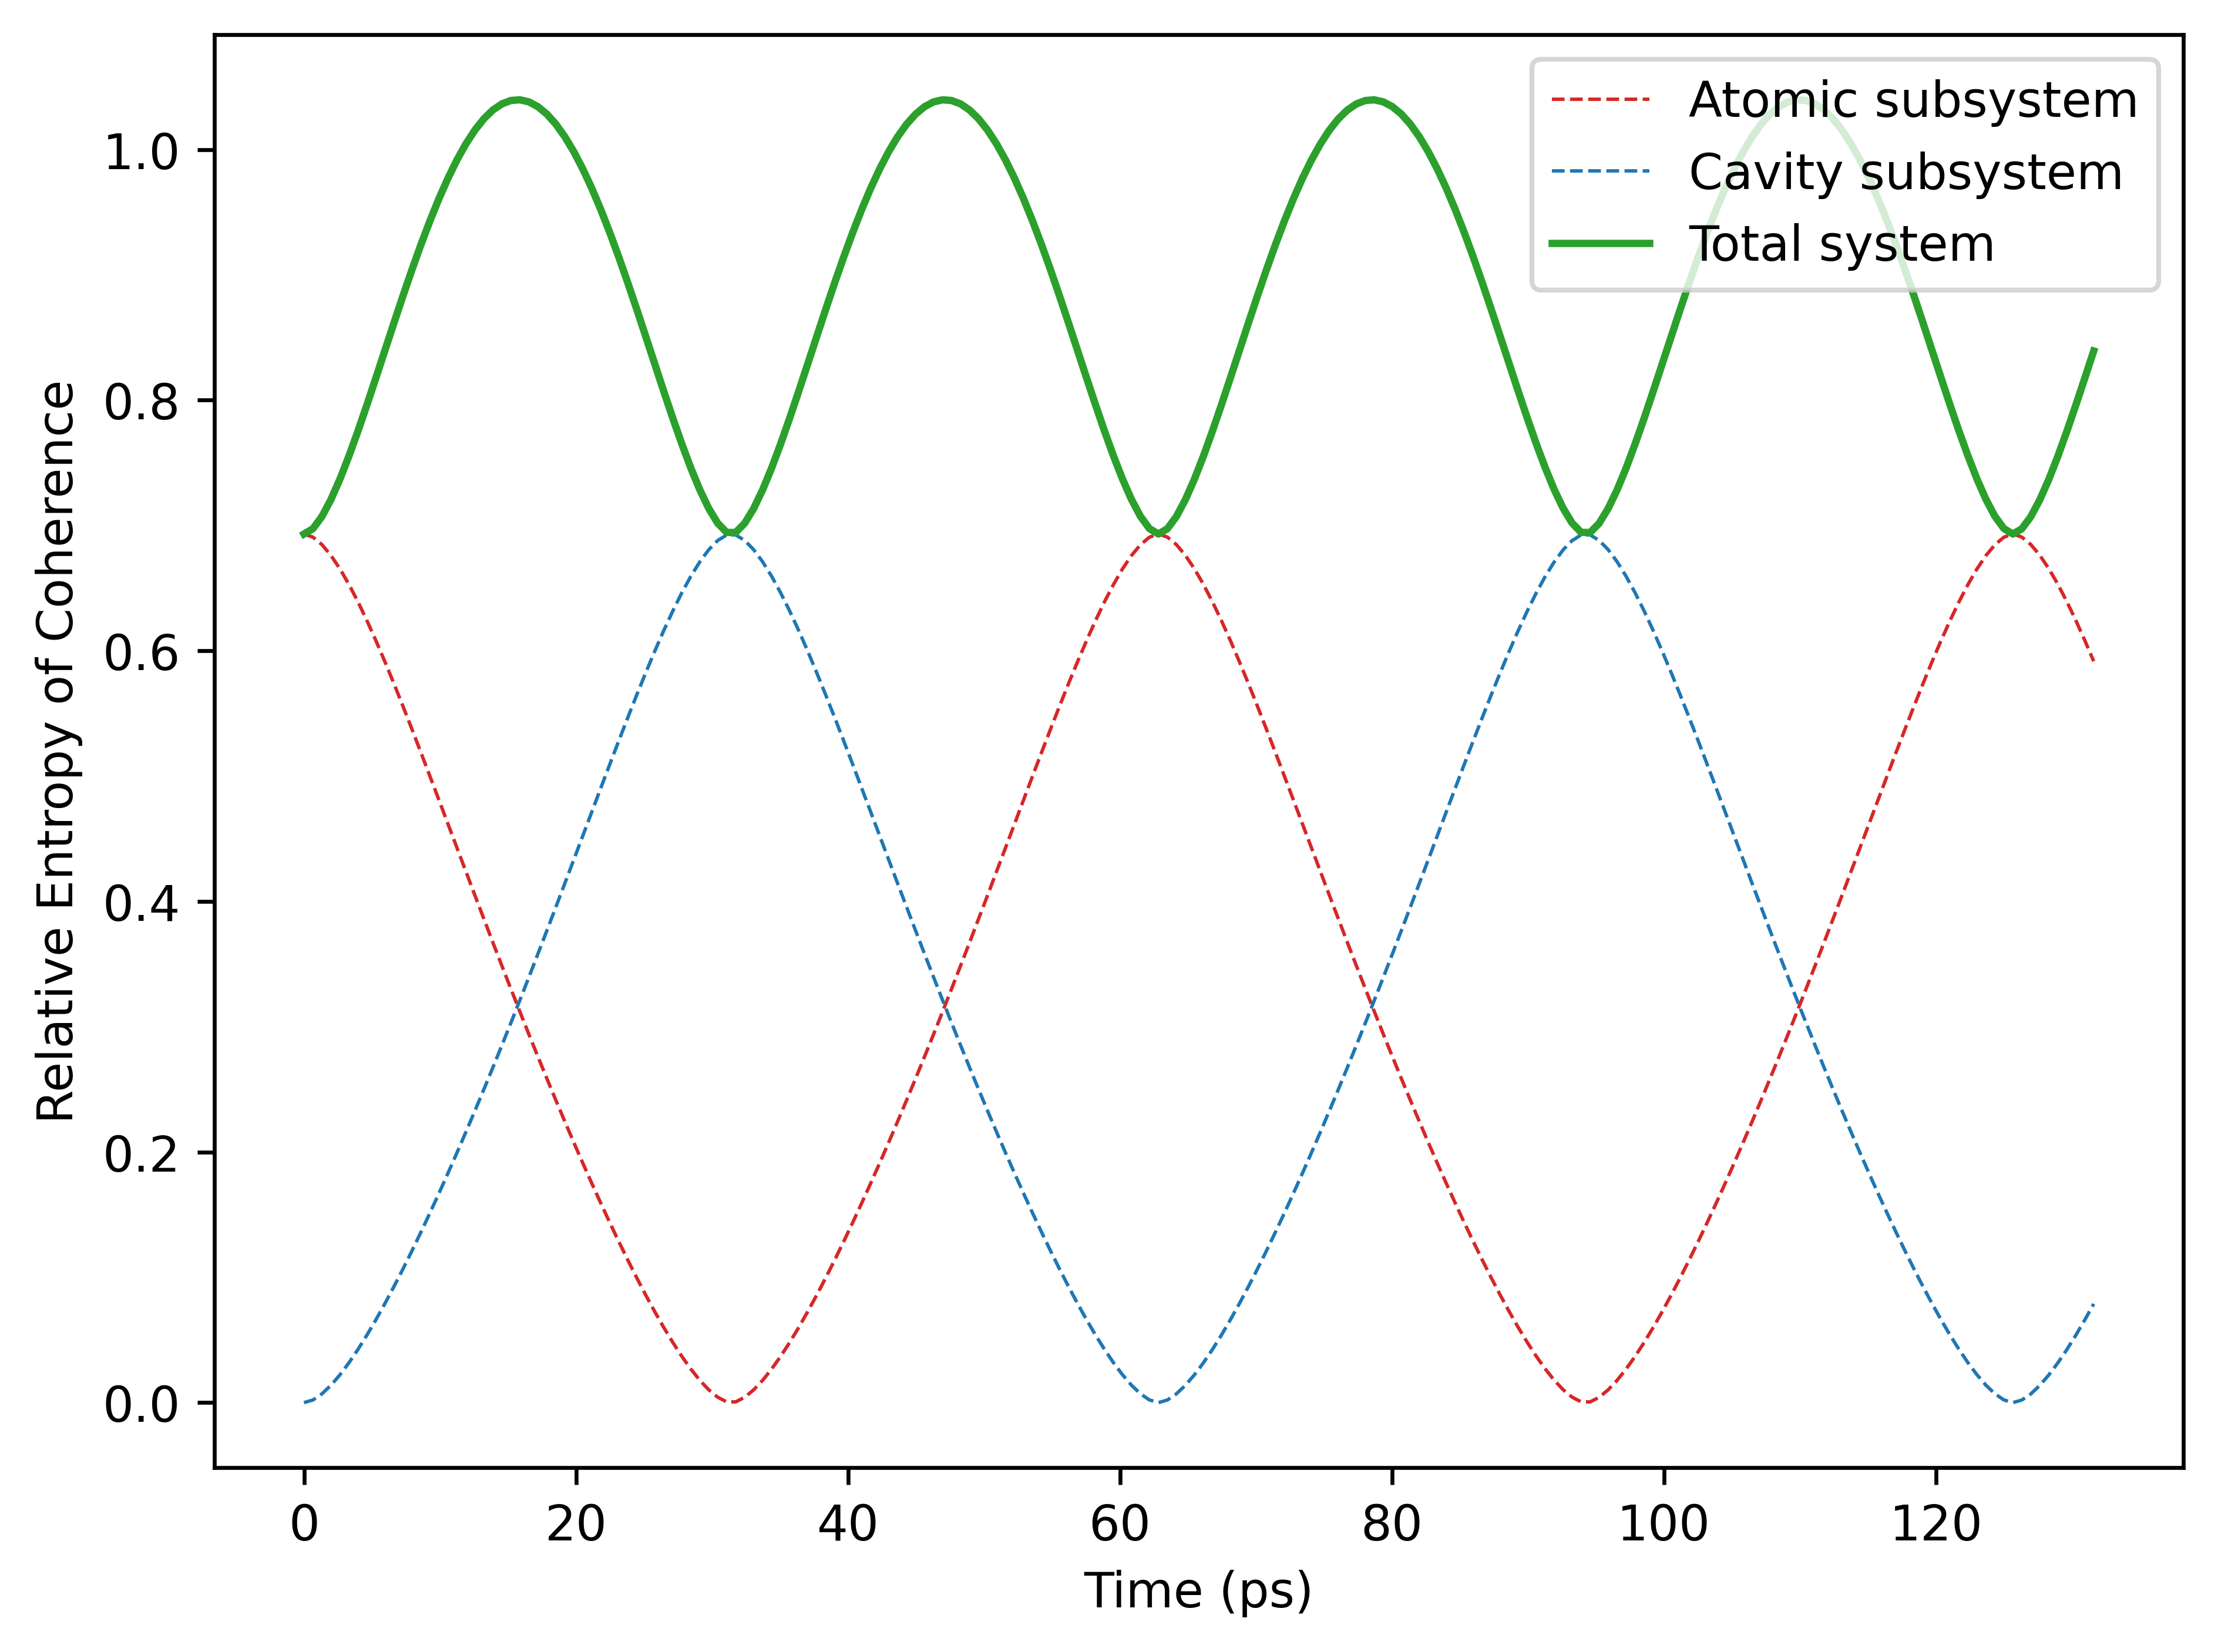 Atomic subsystem
Cavity subsystem
Total system
Relative Entropy of Coherence
1.0
0.8
0.6
0.4
0.2
0.0
0 20 40 60 80 100 120
Time (ps)